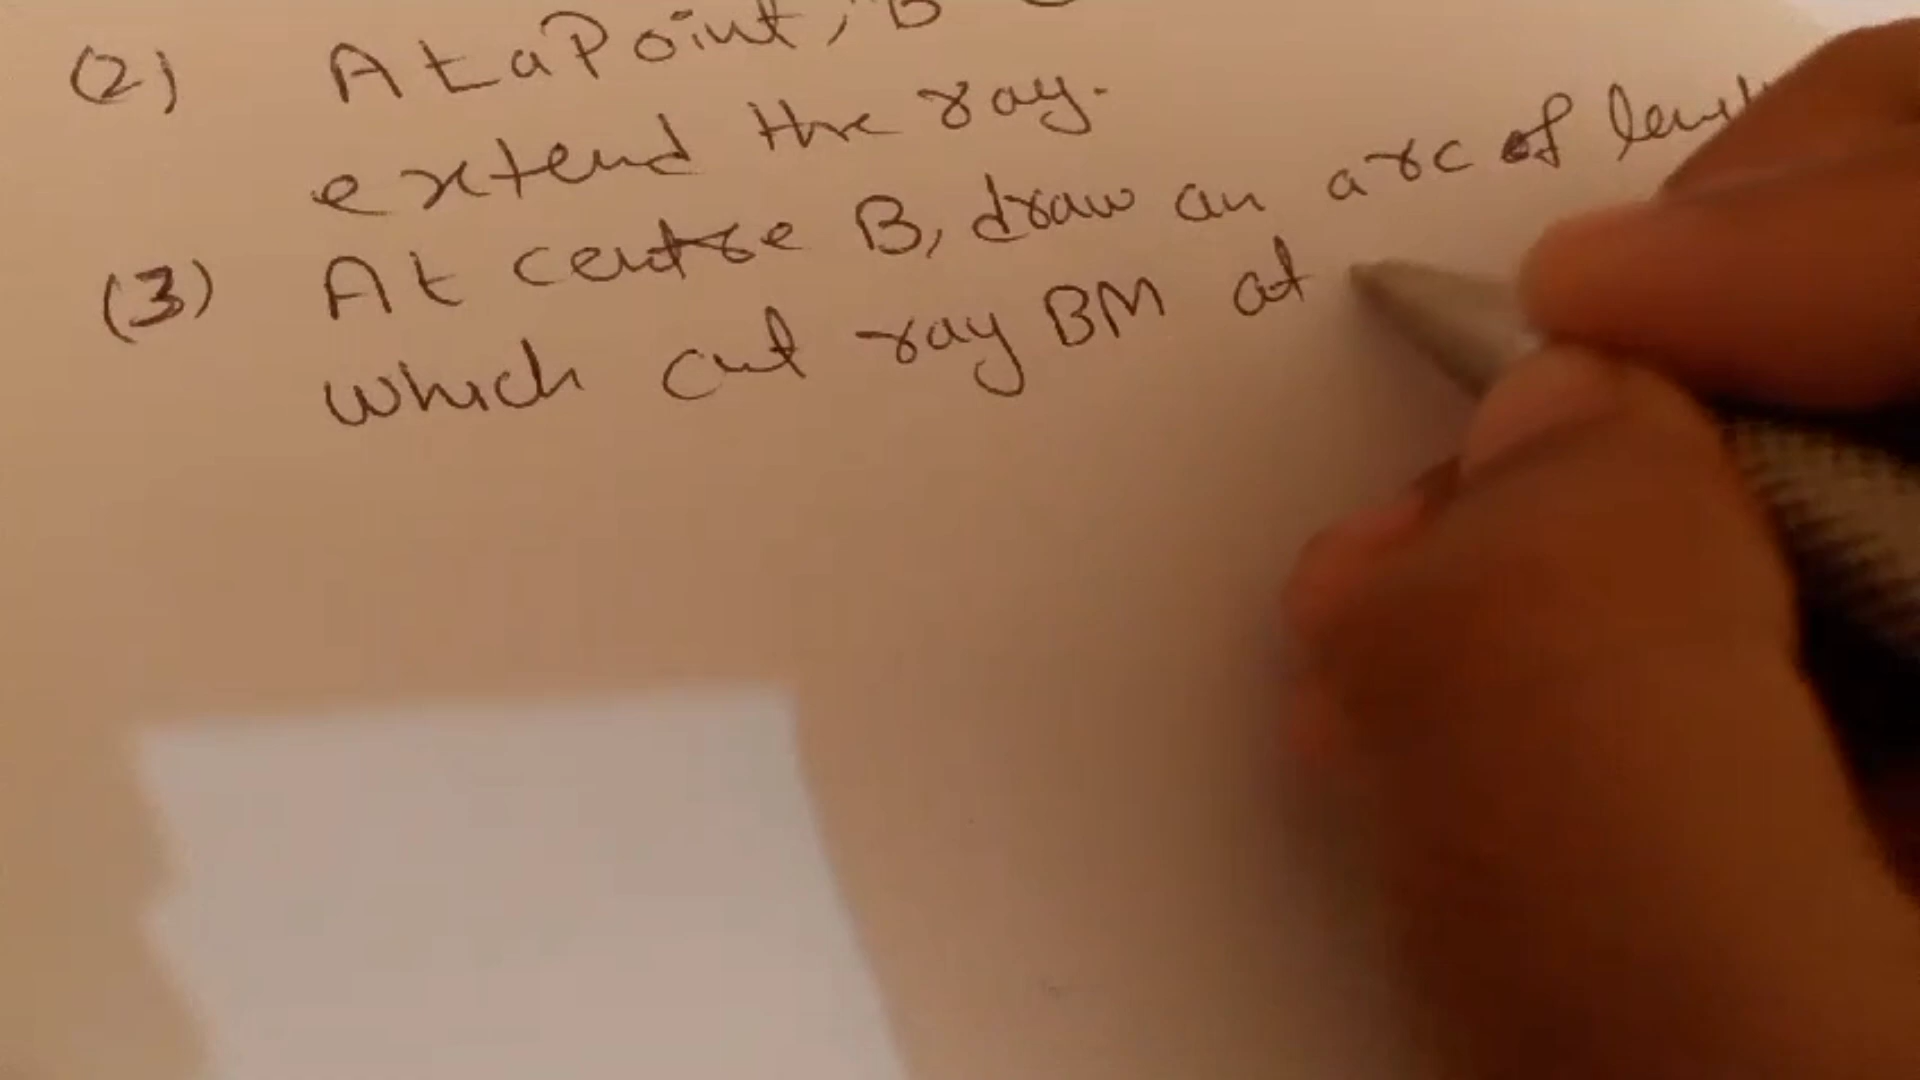 (2) At a Point, B
extend the ray.
(3) At centre B, draw an arc of
which cut ray BM at